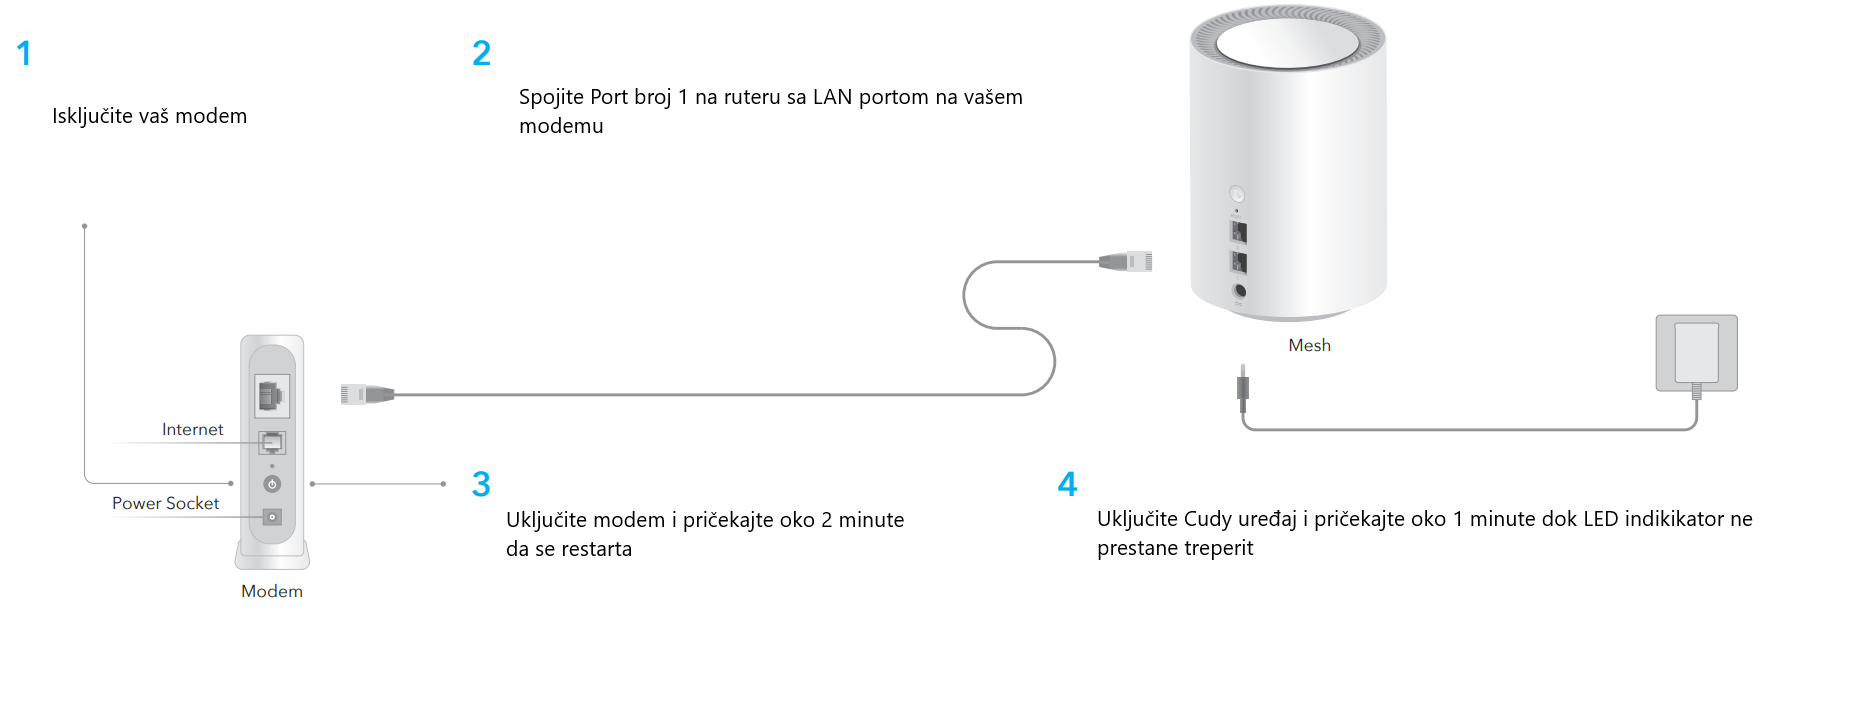 1
Isključite vaš modem
2
Spojite Port broj 1 na ruteru sa LAN portom na vašem
modemu
Mesh
Internet
Power Socket
Modem
3
Uključite modem i pričekajte oko 2 minute
da se restarta
4
Uključite Cudy uređaj i pričekajte oko 1 minute dok LED indikikator ne
prestane treperit